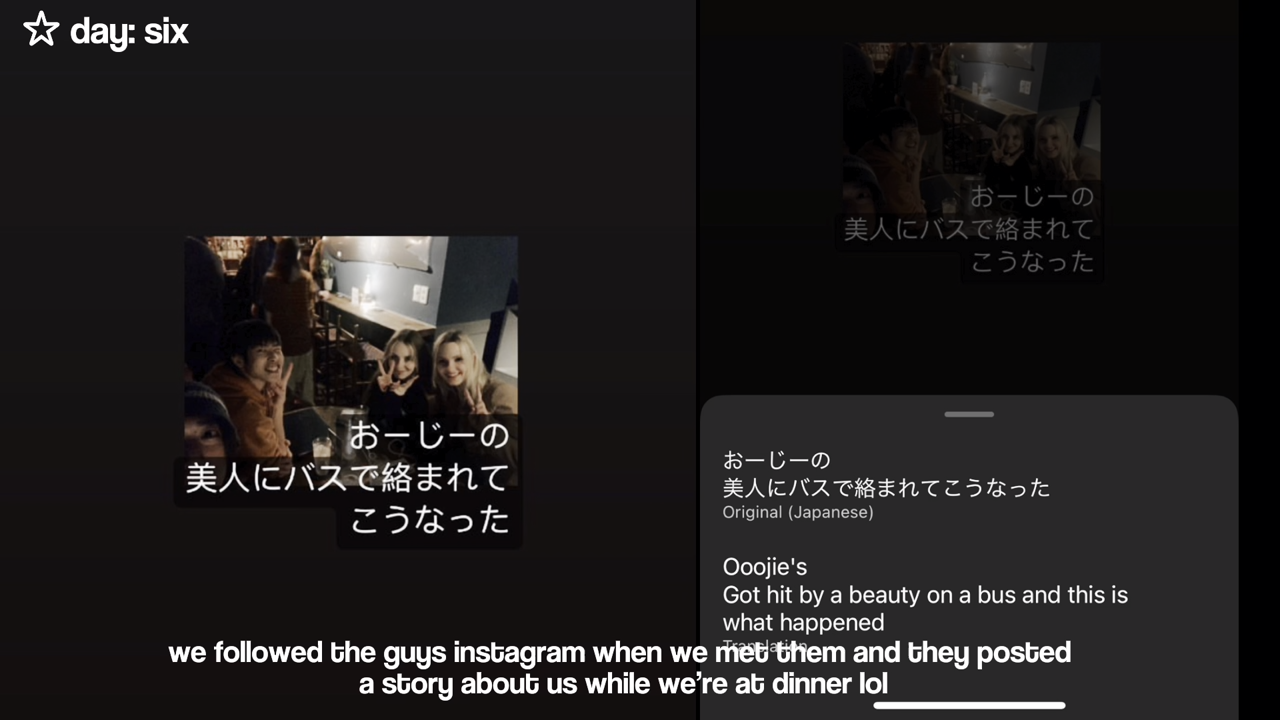 ☆ day: six
おーじーの
美人にバスで絡まれて
こうなった
おーじーの
美人にバスで絡まれて
こうなった
おーじーの
美人にバスで絡まれてこうなった
Original (Japanese)
Ooojie's
Got hit by a beauty on a bus and this is
what happened
Translation
we followed the guys instagram when we met them and they posted
a story about us while we're at dinner lol